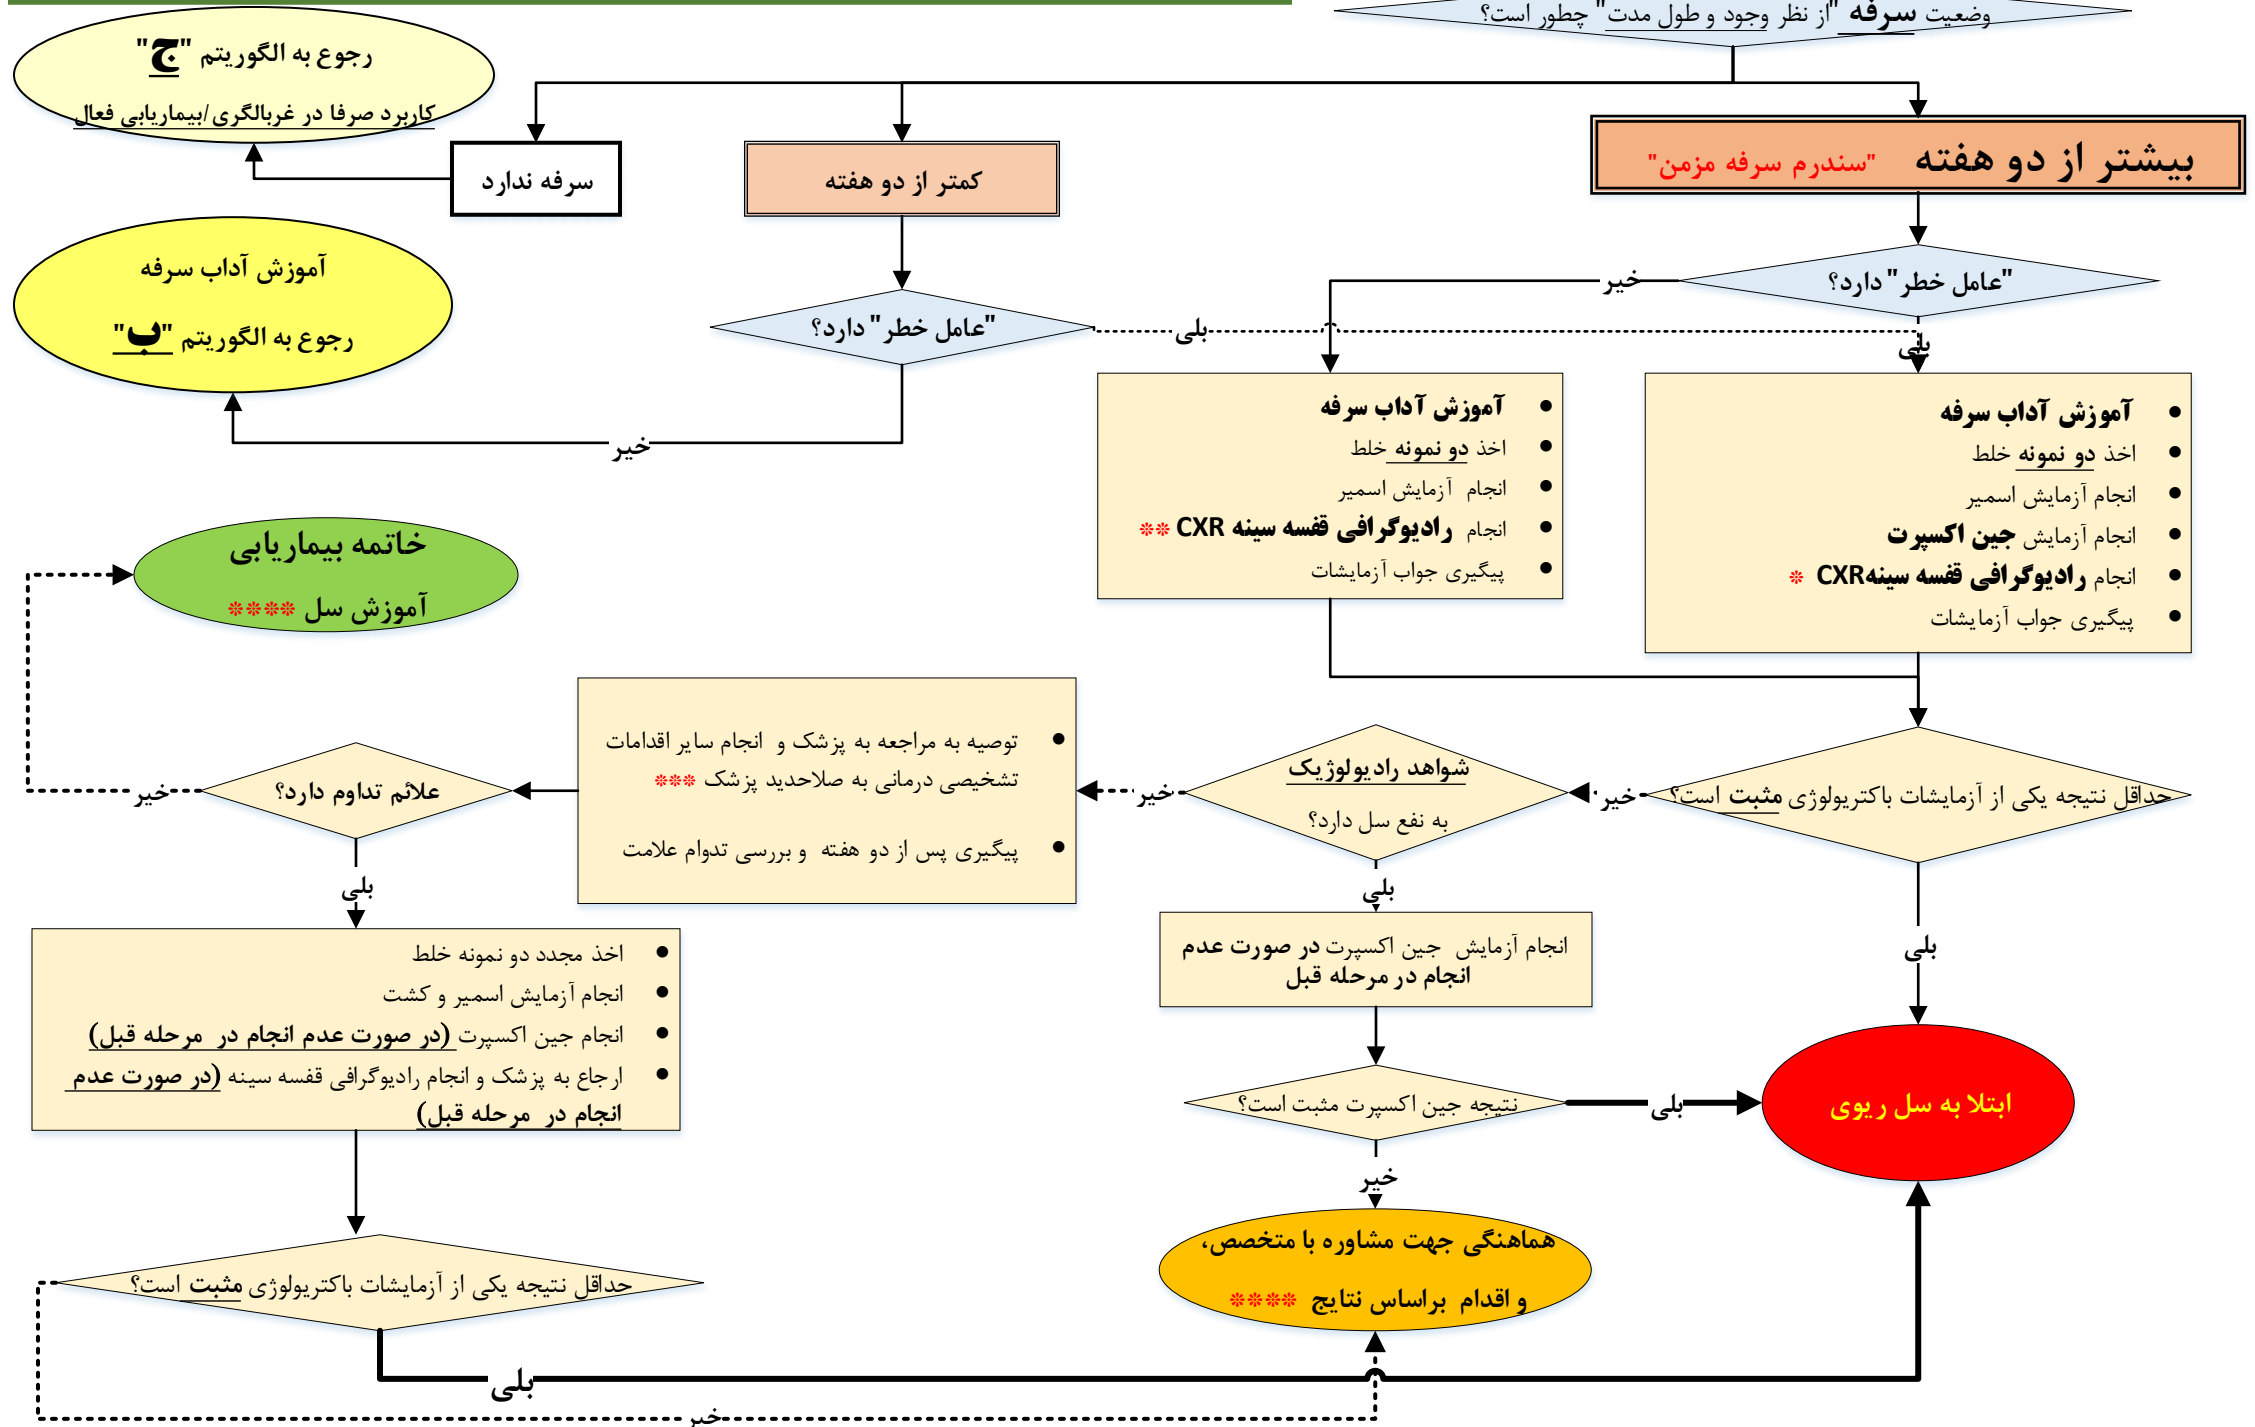 وضعیت سرفه "از نظر وجود و طول مدت" چطور است؟
رجوع به الگوریتم "ج"
کاربرد صرفا در غربالگری/بیماریابی فعال
سرفه ندارد
کمتر از دو هفته
بیشتر از دو هفته "سندرم سرفه مزمن"
آموزش آداب سرفه
رجوع به الگوریتم "ب"
"عامل خطر" دارد؟
بلی
خیر
"عامل خطر" دارد؟
خیر
بلی
• آموزش آداب سرفه
• اخذ دو نمونه خلط
• انجام آزمایش اسمیر
• انجام آزمایش جین اکسپرت
• انجام رادیوگرافی قفسه سینهCXR *
• پیگیری جواب آزمایشات
• آموزش آداب سرفه
• اخذ دو نمونه خلط
• انجام آزمایش اسمیر
• انجام رادیوگرافی قفسه سینه CXR **
• پیگیری جواب آزمایشات
خاتمه بیماریابی
آموزش سل ****
حداقل نتیجه یکی از آزمایشات باکتریولوژی مثبت است؟
خیر
بلی
شواهد رادیولوژیک
به نفع سل دارد؟
خیر
بلی
• توصیه به مراجعه به پزشک و انجام سایر اقدامات
تشخیصی درمانی به صلاحدید پزشک ***
• پیگیری پس از دو هفته و بررسی تدوام علامت
علائم تداوم دارد؟
خیر
بلی
انجام آزمایش جین اکسپرت در صورت عدم
انجام در مرحله قبل
• اخذ مجدد دو نمونه خلط
• انجام آزمایش اسمیر و کشت
• انجام جین اکسپرت (در صورت عدم انجام در مرحله قبل)
• ارجاع به پزشک و انجام رادیوگرافی قفسه سینه (در صورت عدم
انجام در مرحله قبل)
نتیجه جین اکسپرت مثبت است؟
بلی
خیر
ابتلا به سل ریوی
هماهنگی جهت مشاوره با متخصص،
و اقدام براساس نتایج ****
حداقل نتیجه یکی از آزمایشات باکتریولوژی مثبت است؟
بلی
خیر